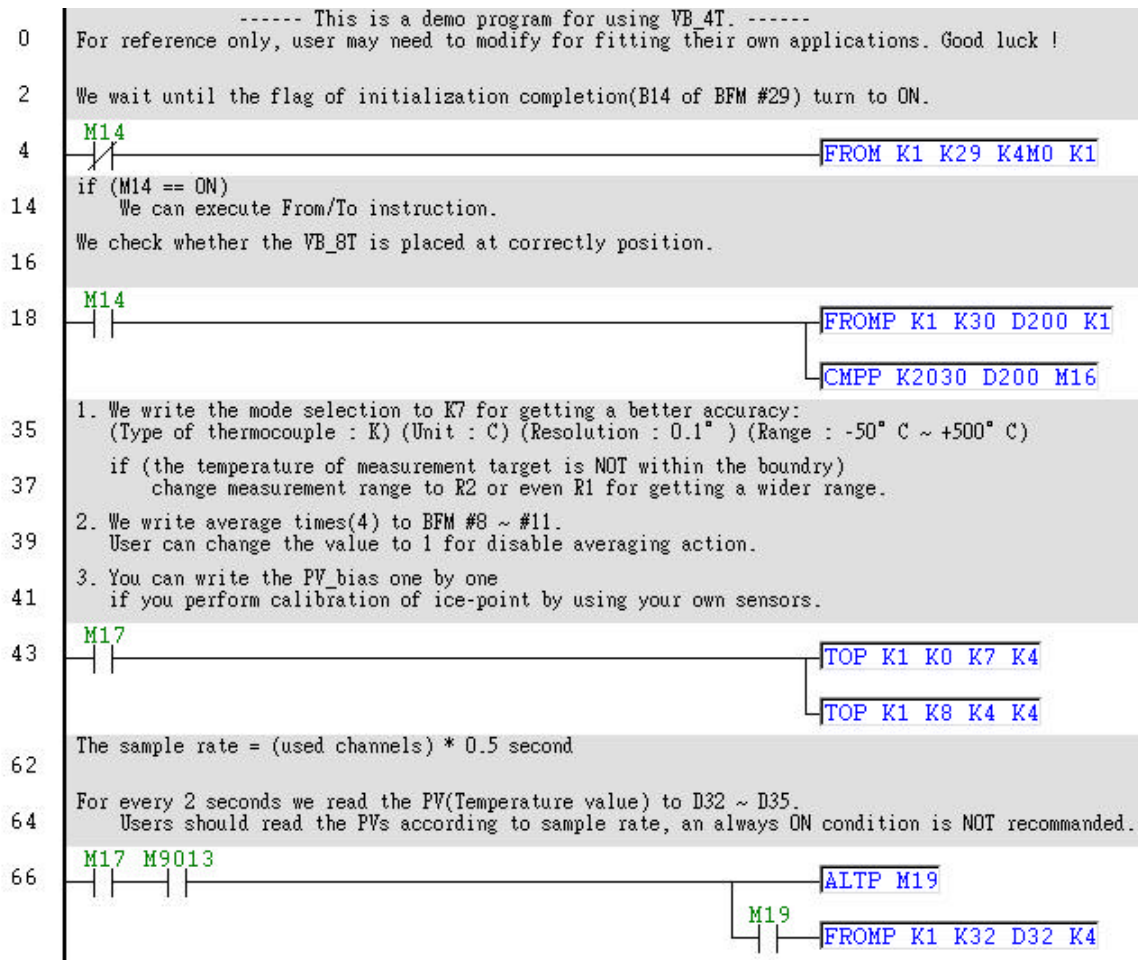 ------ This is a demo program for using VB_4T. ------
0 For reference only, user may need to modify for fitting their own applications. Good luck !
2 We wait until the flag of initialization completion(B14 of BFM #29) turn to ON.
M14
4 FROM K1 K29 K4M0 K1
if (M14 == ON)
14 We can execute From/To instruction.
We check whether the VB_8T is placed at correctly position.
16
M14
18 FROMP K1 K30 D200 K1
CMPP K2030 D200 M16
1. We write the mode selection to K7 for getting a better accuracy:
35 (Type of thermocouple : K) (Unit : C) (Resolution : 0.1° ) (Range : -50° C ~ +500° C)
if (the temperature of measurement target is NOT within the boundry)
37 change measurement range to R2 or even R1 for getting a wider range.
2. We write average times(4) to BFM #8 ~ #11.
39 User can change the value to 1 for disable averaging action.
3. You can write the PV_bias one by one
41 if you perform calibration of ice-point by using your own sensors.
M17
43 TOP K1 K0 K7 K4
TOP K1 K8 K4 K4
The sample rate = (used channels) * 0.5 second
62
For every 2 seconds we read the PV(Temperature value) to D32 ~ D35.
64 Users should read the PVs according to sample rate, an always ON condition is NOT recommanded.
M17 M9013
66 ALTP M19
M19
FROMP K1 K32 D32 K4